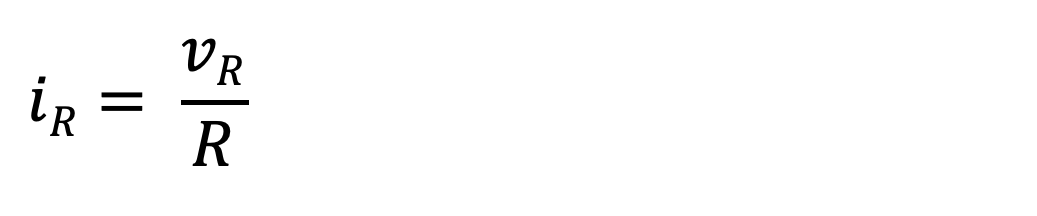 i_R = v_R / R